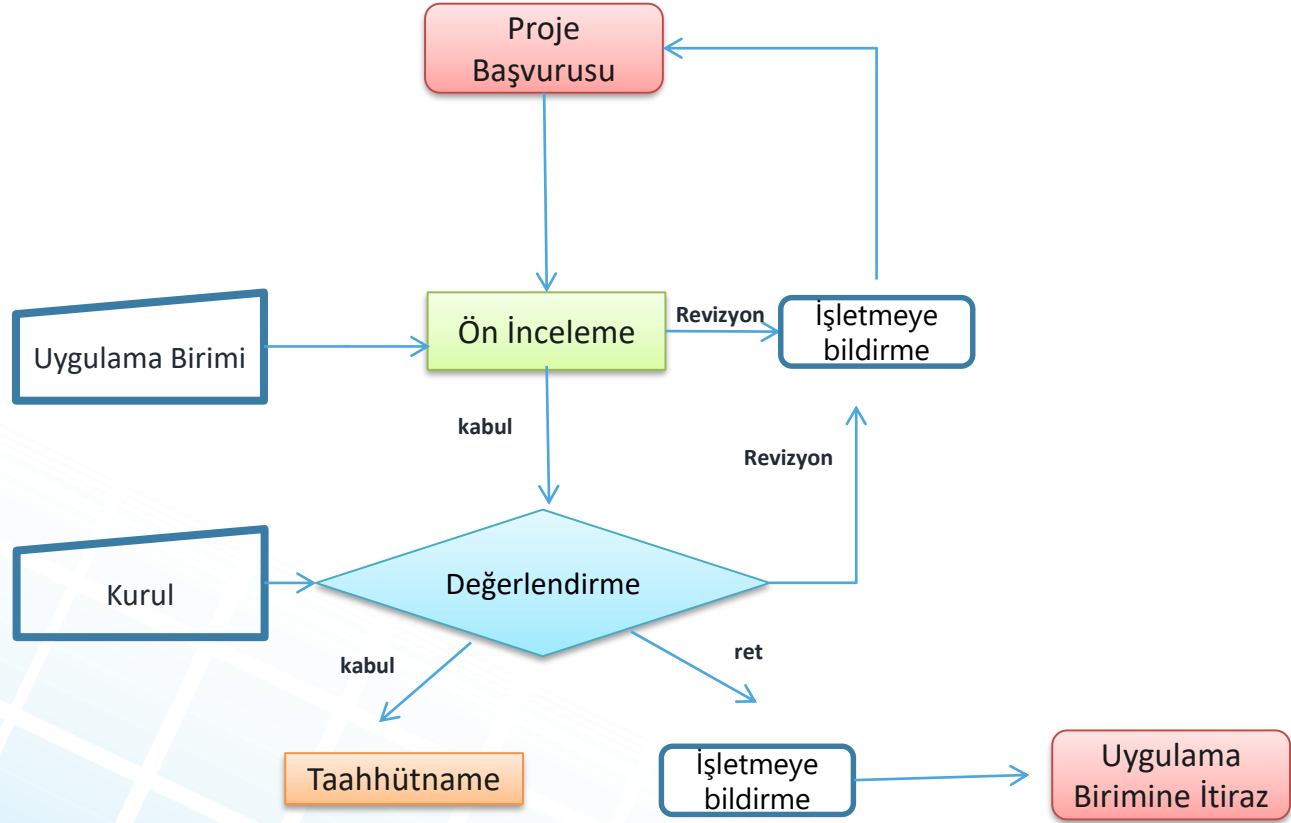 Proje
Başvurusu
Uygulama Birimi
Ön İnceleme
Revizyon
İşletmeye
bildirme
kabul
Revizyon
Kurul
Değerlendirme
kabul
ret
Taahhütname
İşletmeye
bildirme
Uygulama
Birimine İtiraz